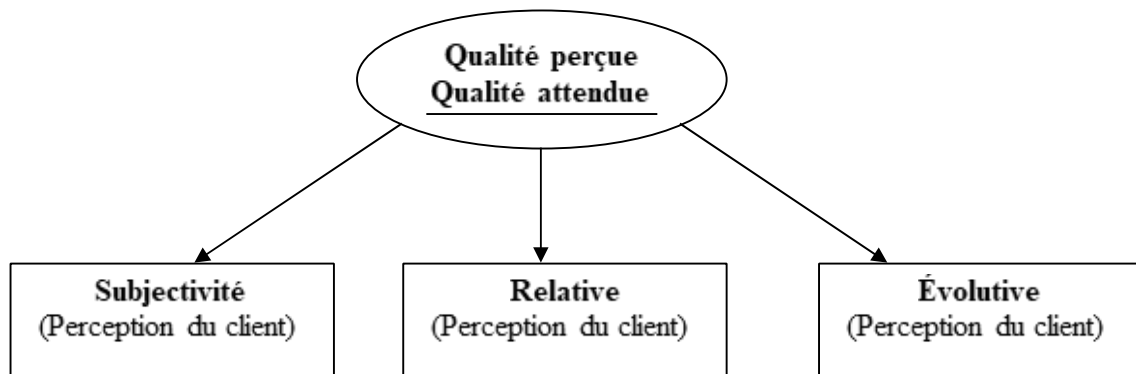 Qualité perçue
Qualité attendue
Subjectivité
(Perception du client)
Relative
(Perception du client)
Évolutive
(Perception du client)